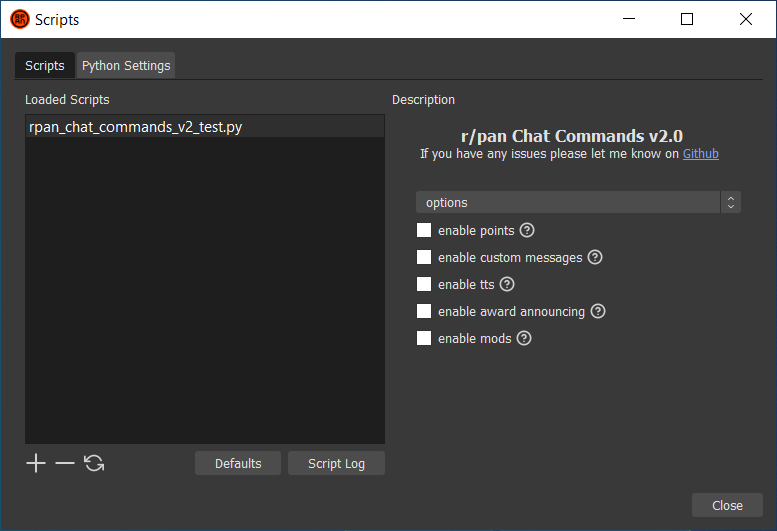 Scripts
Scripts
Python Settings
Loaded Scripts
Description
rpan_chat_commands_v2_test.py
r/pan Chat Commands v2.0
If you have any issues please let me know on Github
options
enable points
enable custom messages
enable tts
enable award announcing
enable mods
Defaults
Script Log
Close